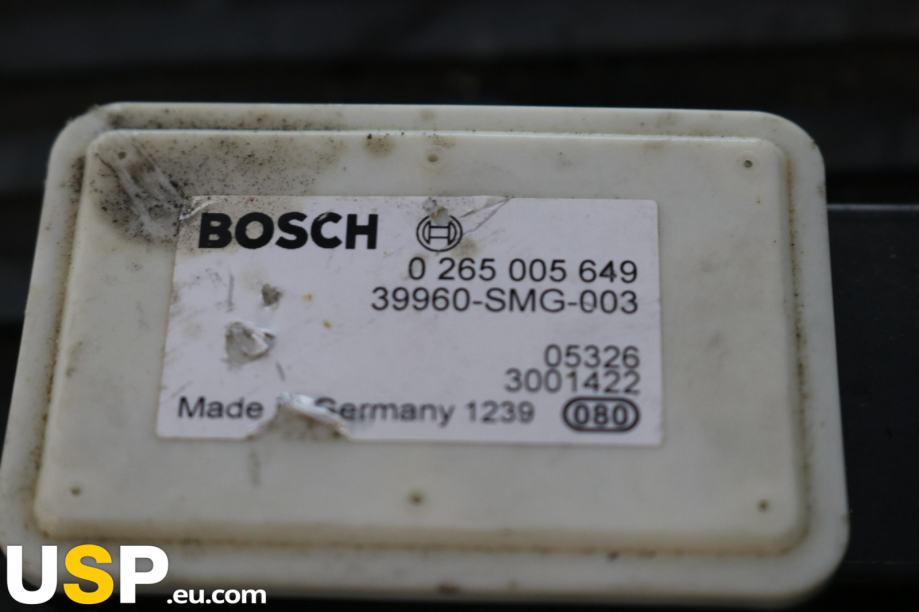 BOSCH
0 265 005 649
39960-SMG-003
05326
3001422
Made Germany 1239 080
USP.eu.com